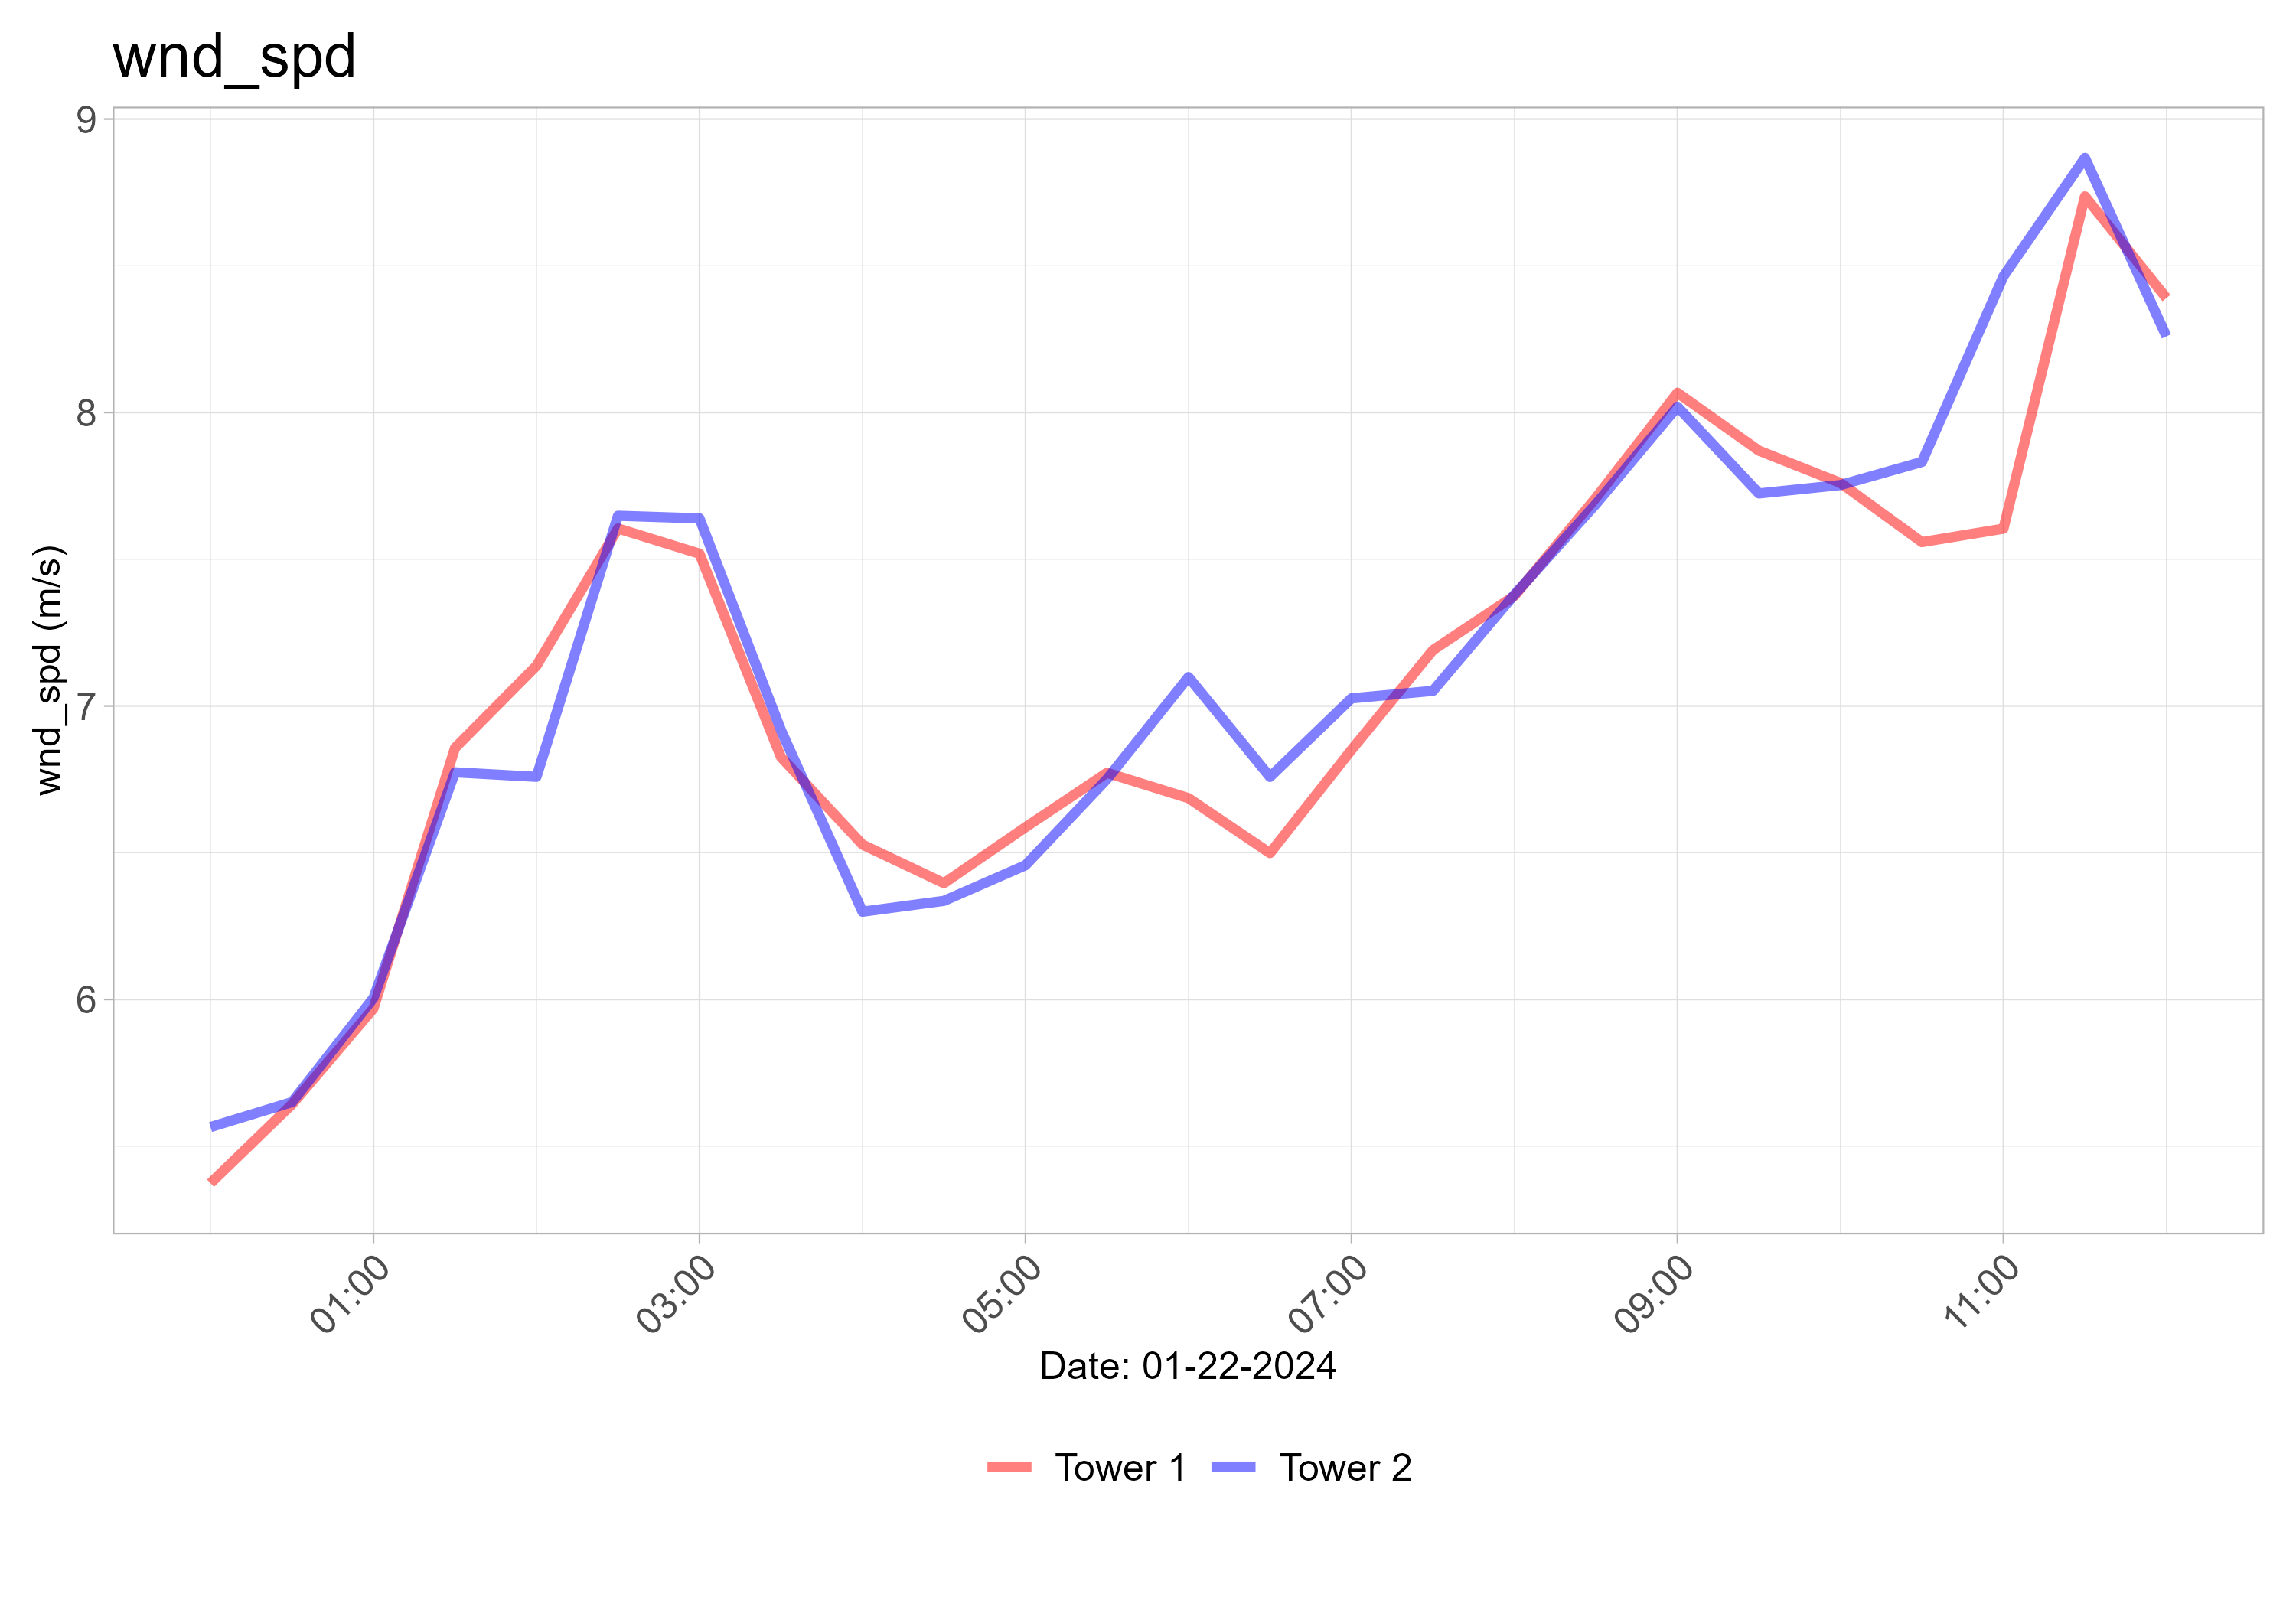 wnd_spd
9
8
7
6
wnd_spd (m/s)
01:00 03:00 05:00 07:00 09:00 11:00
Date: 01-22-2024
Tower 1 Tower 2